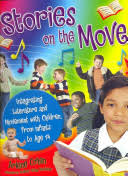 Stories
on the Move
Integrating
Literature and
Movement with Children,
From Infants
to Age 14